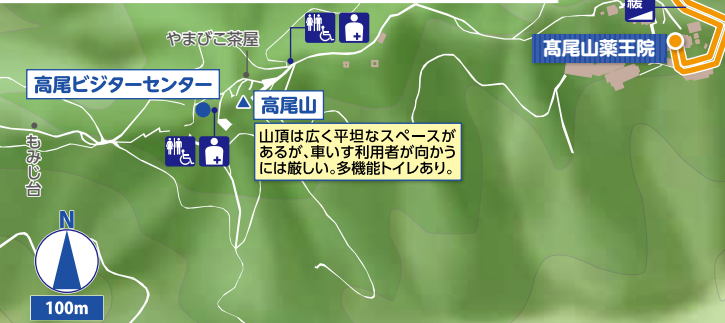 緩
やまびこ茶屋
髙尾山薬王院
高尾ビジターセンター
高尾山
山頂は広く平坦なスペースが
あるが、車いす利用者が向かう
には厳しい。多機能トイレあり。
もみじ台
N
100m